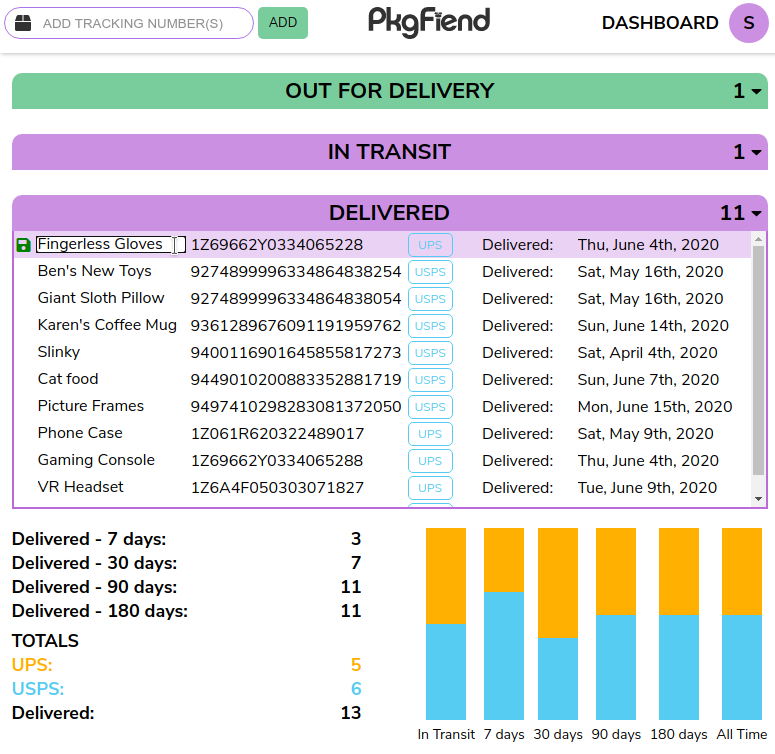 ADD TRACKING NUMBER(S) ADD PkgFiend DASHBOARD S
OUT FOR DELIVERY 1
IN TRANSIT 1
DELIVERED 11
Fingerless Gloves 1Z69662Y0334065228 UPS Delivered: Thu, June 4th, 2020
Ben's New Toys 9274899996334864838254 USPS Delivered: Sat, May 16th, 2020
Giant Sloth Pillow 9274899996334864838054 USPS Delivered: Sat, May 16th, 2020
Karen's Coffee Mug 9361289676091191959762 USPS Delivered: Sun, June 14th, 2020
Slinky 9400116901645855817273 USPS Delivered: Sat, April 4th, 2020
Cat food 9449010200883352881719 USPS Delivered: Sun, June 7th, 2020
Picture Frames 9497410298283081372050 USPS Delivered: Mon, June 15th, 2020
Phone Case 1Z061R620322489017 UPS Delivered: Sat, May 9th, 2020
Gaming Console 1Z69662Y0334065288 UPS Delivered: Thu, June 4th, 2020
VR Headset 1Z6A4F050303071827 UPS Delivered: Tue, June 9th, 2020
Delivered - 7 days: 3
Delivered - 30 days: 7
Delivered - 90 days: 11
Delivered - 180 days: 11
TOTALS
UPS: 5
USPS: 6
Delivered: 13
In Transit 7 days 30 days 90 days 180 days All Time